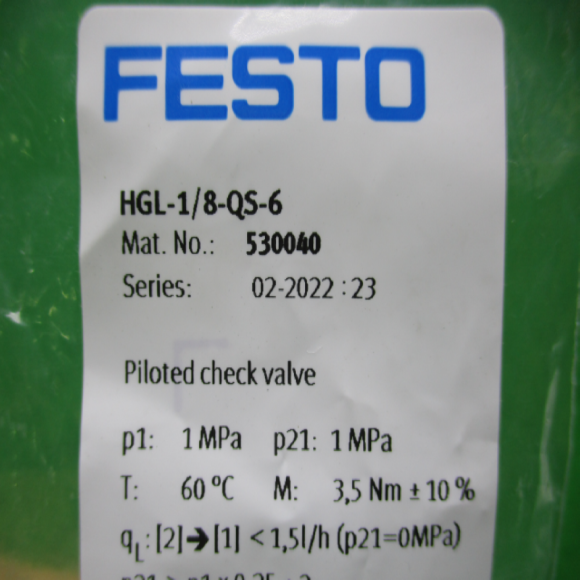 FESTO
HGL-1/8-QS-6
Mat. No.: 530040
Series: 02-2022 : 23
Piloted check valve
p1: 1 MPa p21: 1 MPa
T: 60 °C M: 3,5 Nm ± 10 %
qL: [2]➔[1] < 1,5l/h (p21=0MPa)